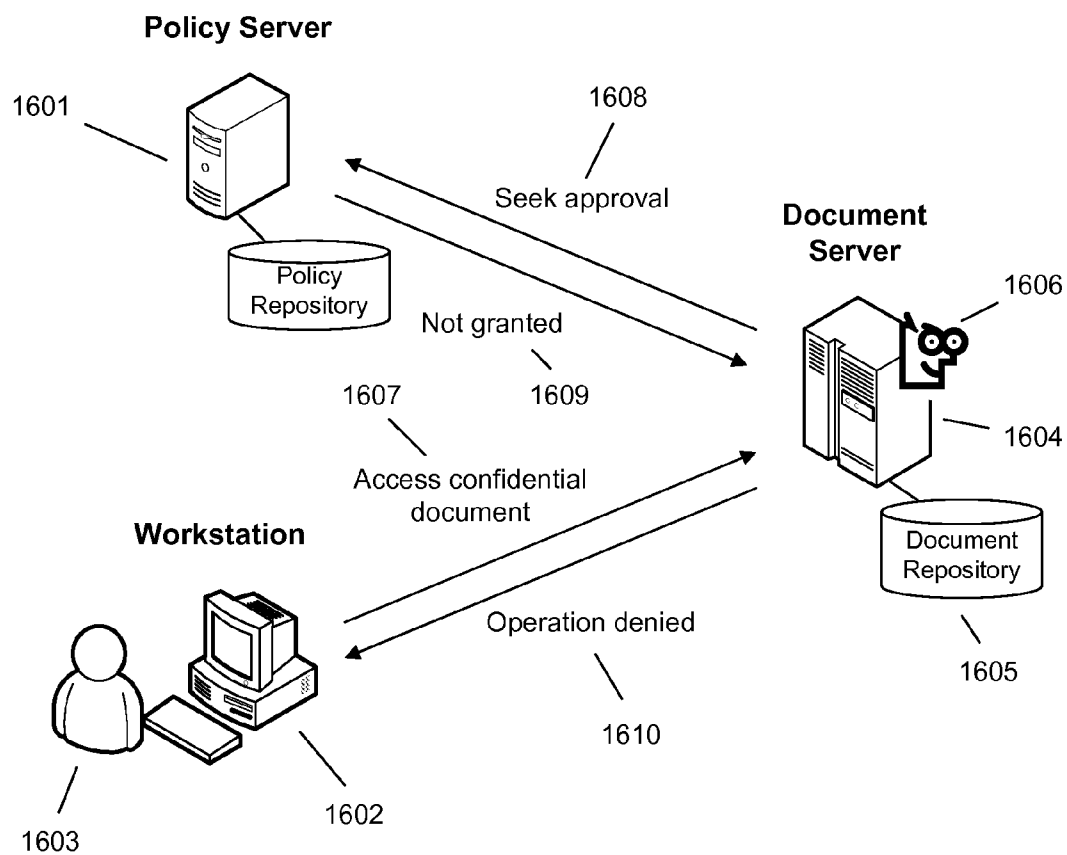 Policy Server
1601
1608
Seek approval
Document
Server
Policy
Repository
1606
Not granted
1609
1607
1604
Access confidential
document
Workstation
Document
Repository
Operation denied
1605
1610
1602
1603